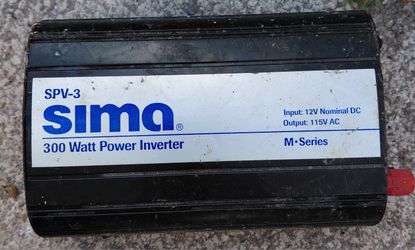 SPV-3
sima®
300 Watt Power Inverter
Input: 12V Nominal DC
Output: 115V AC
M•Series